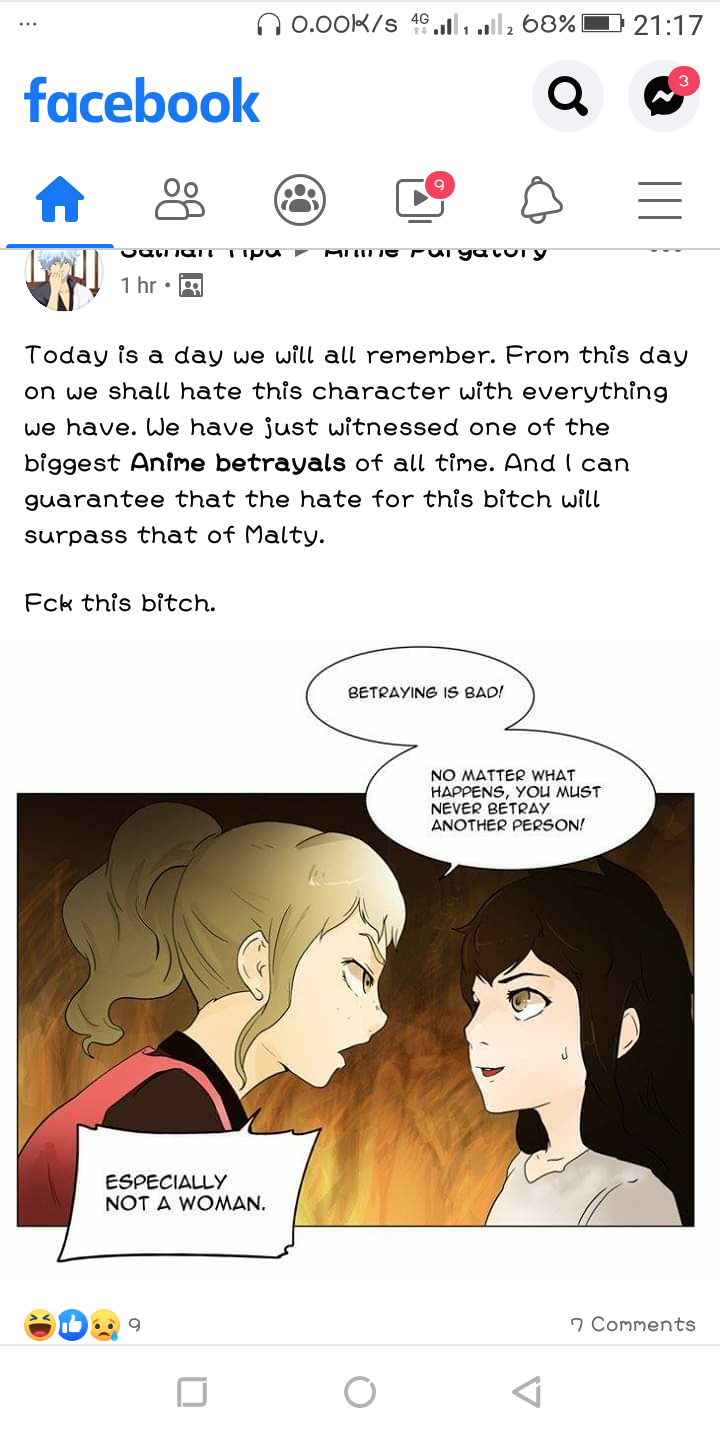 ... 0.00K/s 4G 1 2 68% 21:17
facebook
3
9
1 hr •
Today is a day we will all remember. From this day
on we shall hate this character with everything
we have. We have just witnessed one of the
biggest Anime betrayals of all time. And I can
guarantee that the hate for this bitch will
surpass that of Malty.
Fck this bitch.
BETRAYING IS BAD!
NO MATTER WHAT
HAPPENS, YOU MUST
NEVER BETRAY
ANOTHER PERSON!
ESPECIALLY
NOT A WOMAN.
9
7 Comments